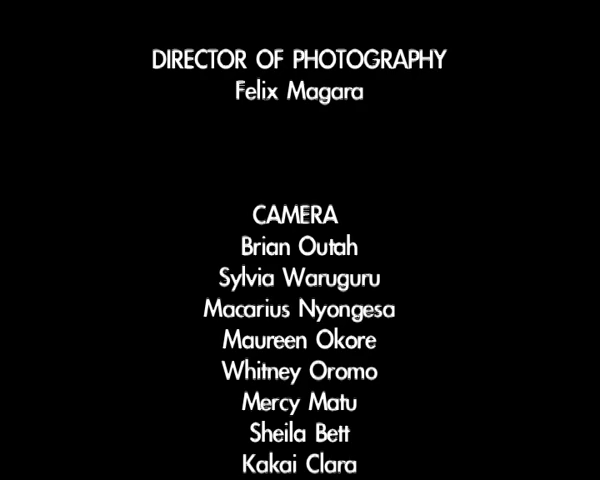 DIRECTOR OF PHOTOGRAPHY
Felix Magara
CAMERA
Brian Outah
Sylvia Waruguru
Macarius Nyongesa
Maureen Okore
Whitney Oromo
Mercy Matu
Sheila Bett
Kakai Clara